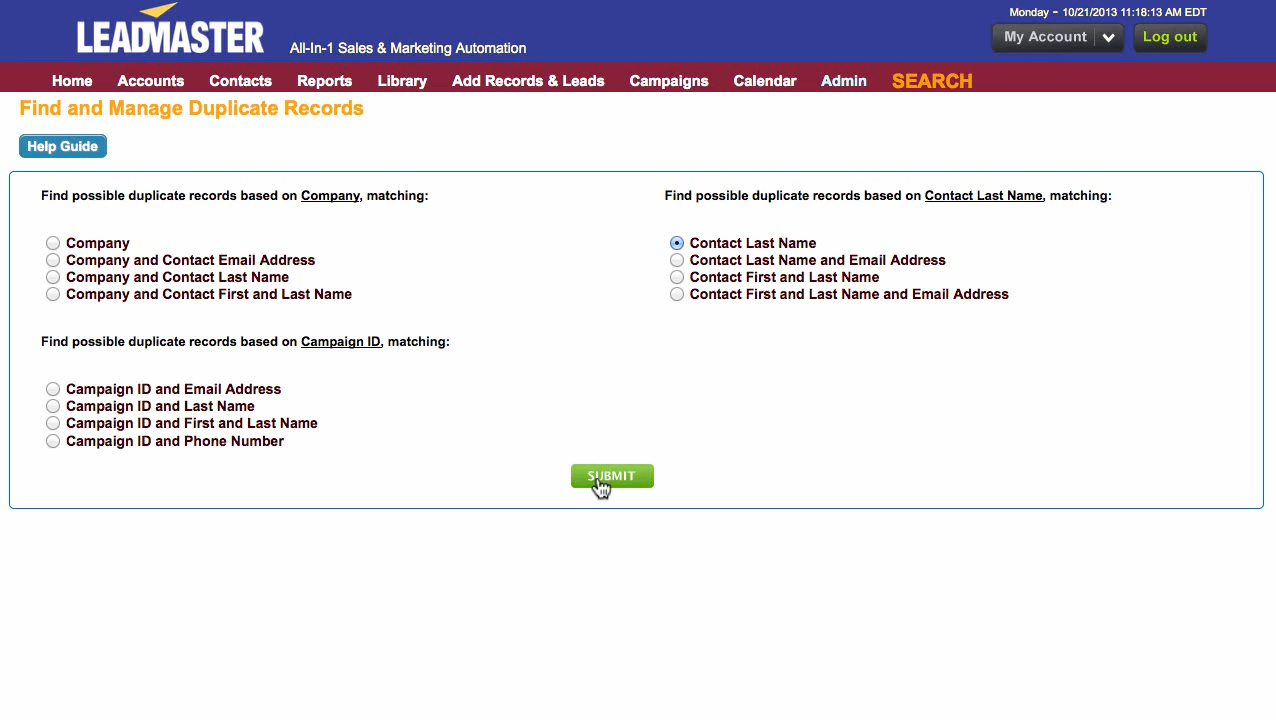 Monday - 10/21/2013 11:18:13 AM EDT
LEADMASTER
All-In-1 Sales & Marketing Automation
My Account
Log out
Home Accounts Contacts Reports Library Add Records & Leads Campaigns Calendar Admin SEARCH
Find and Manage Duplicate Records
Help Guide
Find possible duplicate records based on Company, matching:
Company
Company and Contact Email Address
Company and Contact Last Name
Company and Contact First and Last Name
Find possible duplicate records based on Contact Last Name, matching:
Contact Last Name
Contact Last Name and Email Address
Contact First and Last Name
Contact First and Last Name and Email Address
Find possible duplicate records based on Campaign ID, matching:
Campaign ID and Email Address
Campaign ID and Last Name
Campaign ID and First and Last Name
Campaign ID and Phone Number
SUBMIT